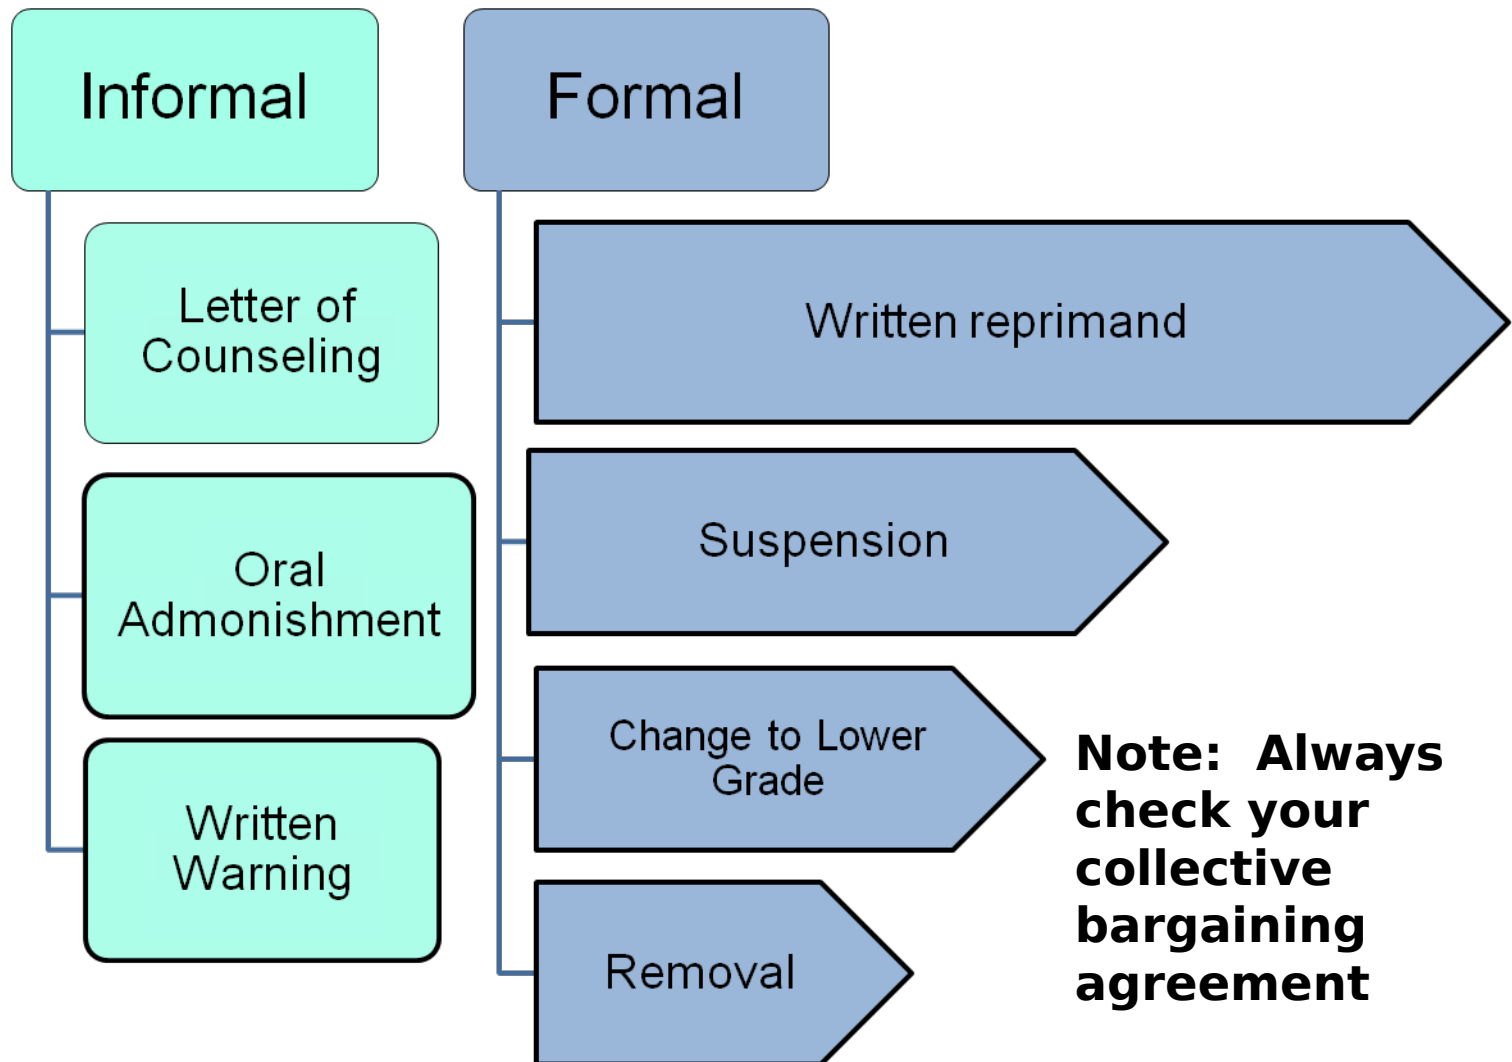 Informal
Letter of
Counseling
Oral
Admonishment
Written
Warning
Formal
Written reprimand
Suspension
Change to Lower
Grade
Removal
Note:  Always
check your
collective
bargaining
agreement